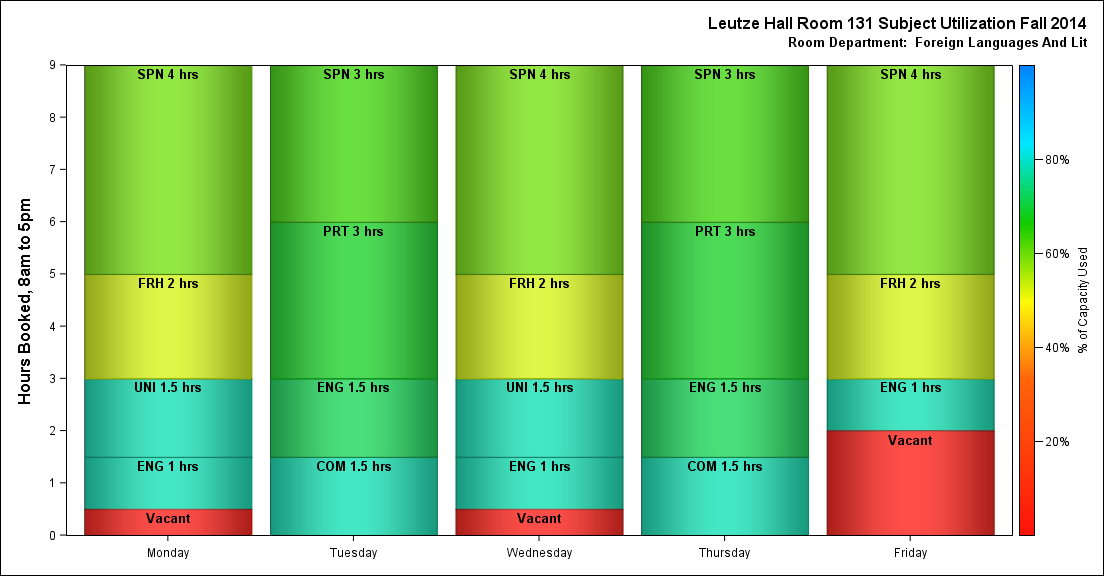 Leutze Hall Room 131 Subject Utilization Fall 2014
Room Department:  Foreign Languages And Lit
Hours Booked, 8am to 5pm
9
8
7
6
5
4
3
2
1
0
SPN 4 hrs
FRH 2 hrs
UNI 1.5 hrs
ENG 1 hrs
Vacant
Monday
SPN 3 hrs
PRT 3 hrs
ENG 1.5 hrs
COM 1.5 hrs
Tuesday
SPN 4 hrs
FRH 2 hrs
UNI 1.5 hrs
ENG 1 hrs
Vacant
Wednesday
SPN 3 hrs
PRT 3 hrs
ENG 1.5 hrs
COM 1.5 hrs
Thursday
SPN 4 hrs
FRH 2 hrs
ENG 1 hrs
Vacant
Friday
80%
60%
40%
20%
% of Capacity Used